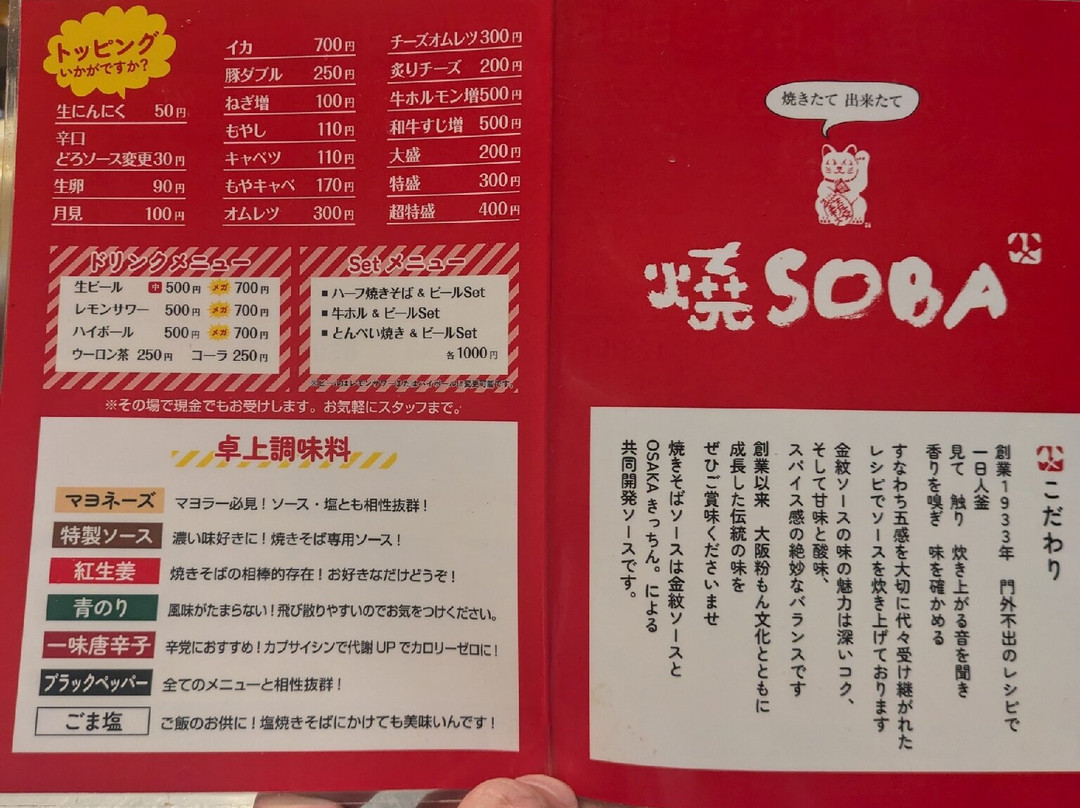 トッピング
いかがですか?
生にんにく 50円
辛口
どろソース変更30円
生卵 90円
月見 100円
イカ 700円
豚ダブル 250円
ねぎ増 100円
もやし 110円
キャベツ 110円
もやキャベ 170円
オムレツ 300円
チーズオムレツ300円
炙りチーズ 200円
牛ホルモン増500円
和牛すじ増 500円
大盛 200円
特盛 300円
超特盛 400円
ドリンクメニュー
生ビール 中 500円 メガ 700円
レモンサワー 500円 メガ 700円
ハイボール 500円 メガ 700円
ウーロン茶 250円 コーラ 250円
Set メニュー
■ ハーフ焼きそば & ビールSet
■ 牛ホル & ビールSet
■ とんぺい焼き & ビールSet
各1000円
※ビールはレモンサワーまたはハイボールに変更可能です。
※その場で現金でもお受けします。お気軽にスタッフまで。
卓上調味料
マヨネーズ マヨラー必見!ソース・塩とも相性抜群!
特製ソース 濃い味好きに!焼きそば専用ソース!
紅生姜 焼きそばの相棒的存在!お好きなだけどうぞ!
青のり 風味がたまらない!飛び散りやすいのでお気をつけください。
一味唐辛子 辛党におすすめ!カプサイシンで代謝UPでカロリーゼロに!
ブラックペッパー 全てのメニューと相性抜群!
ごま塩 ご飯のお供に!塩焼きそばにかけても美味いんです!
焼きたて 出来たて
燒SOBA
こだわり
創業1933年 門外不出のレシピで
一日人釜
見て 触り 炊き上がる音を聞き
香りを嗅ぎ 味を確かめる
すなわち五感を大切に代々受け継がれた
レシピでソースを炊き上げております
金紋ソースの味の魅力は深いコク、
そして甘味と酸味、
スパイス感の絶妙なバランスです
創業以来 大阪粉もん文化とともに
成長した伝統の味を
ぜひご賞味くださいませ
焼きそばソースは金紋ソースと
OSAKAきっちん。による
共同開発ソースです。